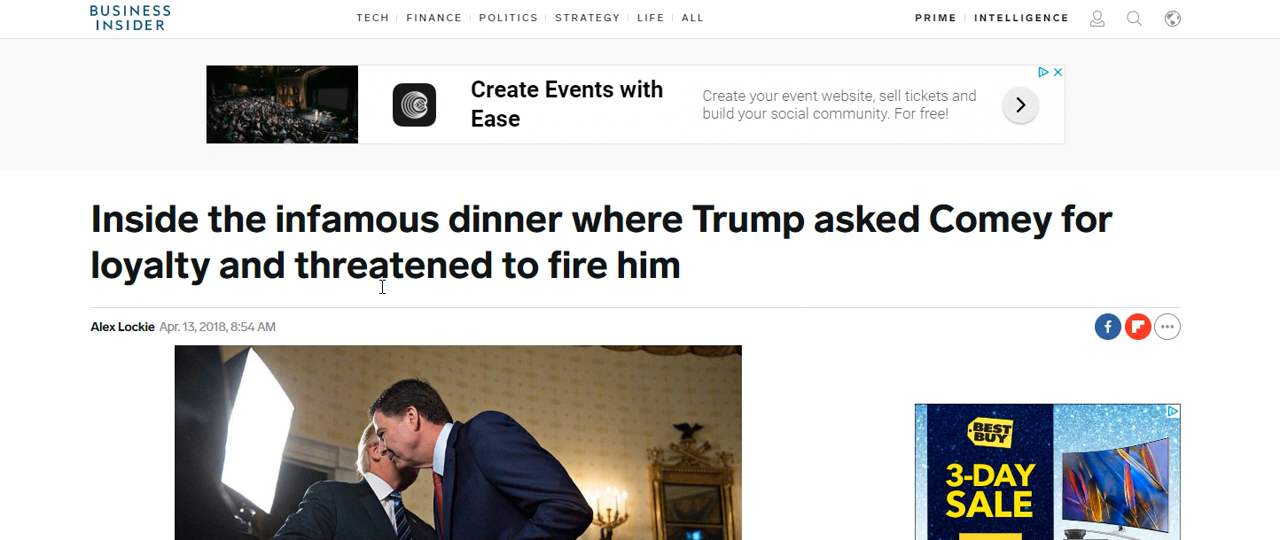 BUSINESS
INSIDER
TECH FINANCE POLITICS STRATEGY LIFE ALL
PRIME INTELLIGENCE
Create Events with
Ease
Create your event website, sell tickets and
build your social community. For free!
Inside the infamous dinner where Trump asked Comey for
loyalty and threatened to fire him
Alex Lockie Apr. 13, 2018, 8:54 AM
BEST
BUY
3-DAY
SALE